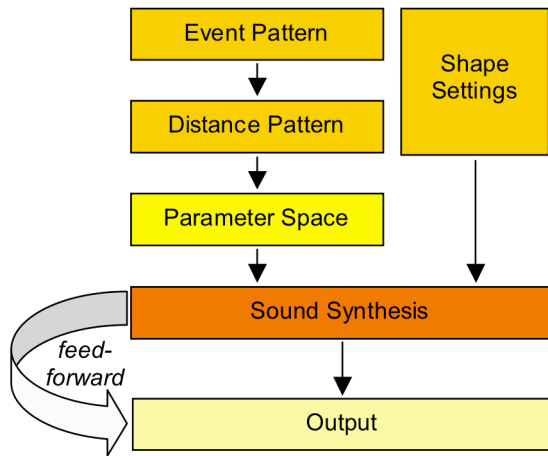 Event Pattern
Shape
Settings
Distance Pattern
Parameter Space
Sound Synthesis
feed-
forward
Output